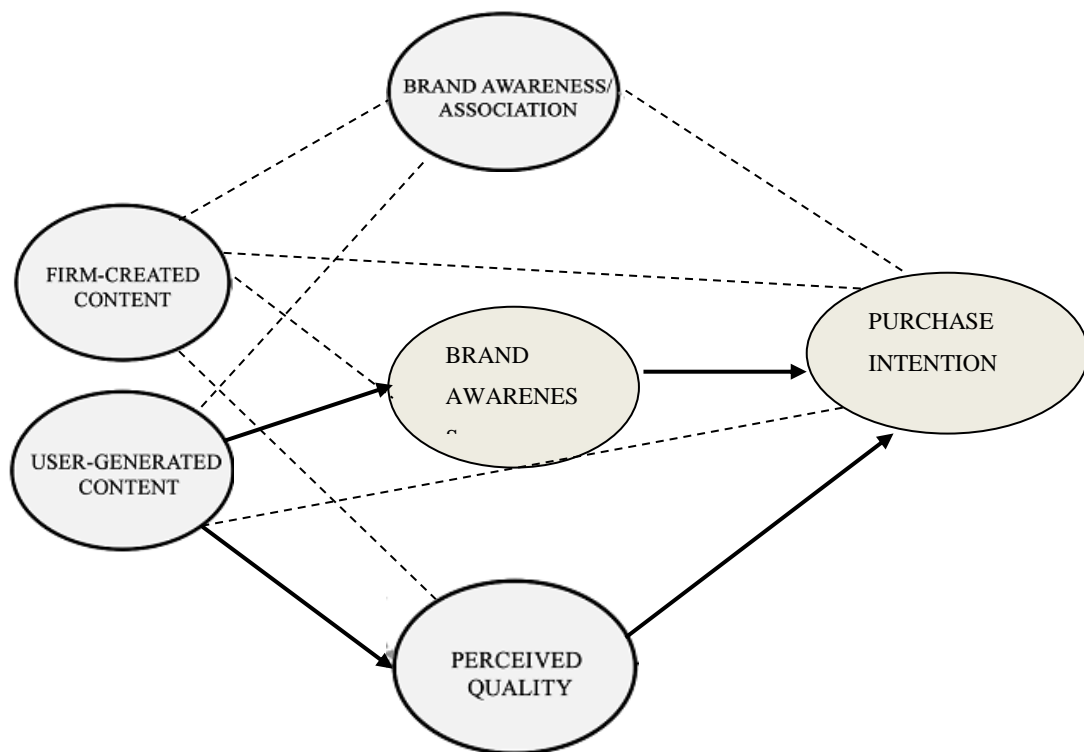 BRAND AWARENESS/
ASSOCIATION
FIRM-CREATED
CONTENT
PURCHASE
INTENTION
BRAND
AWARENES
USER-GENERATED
CONTENT
PERCEIVED
QUALITY